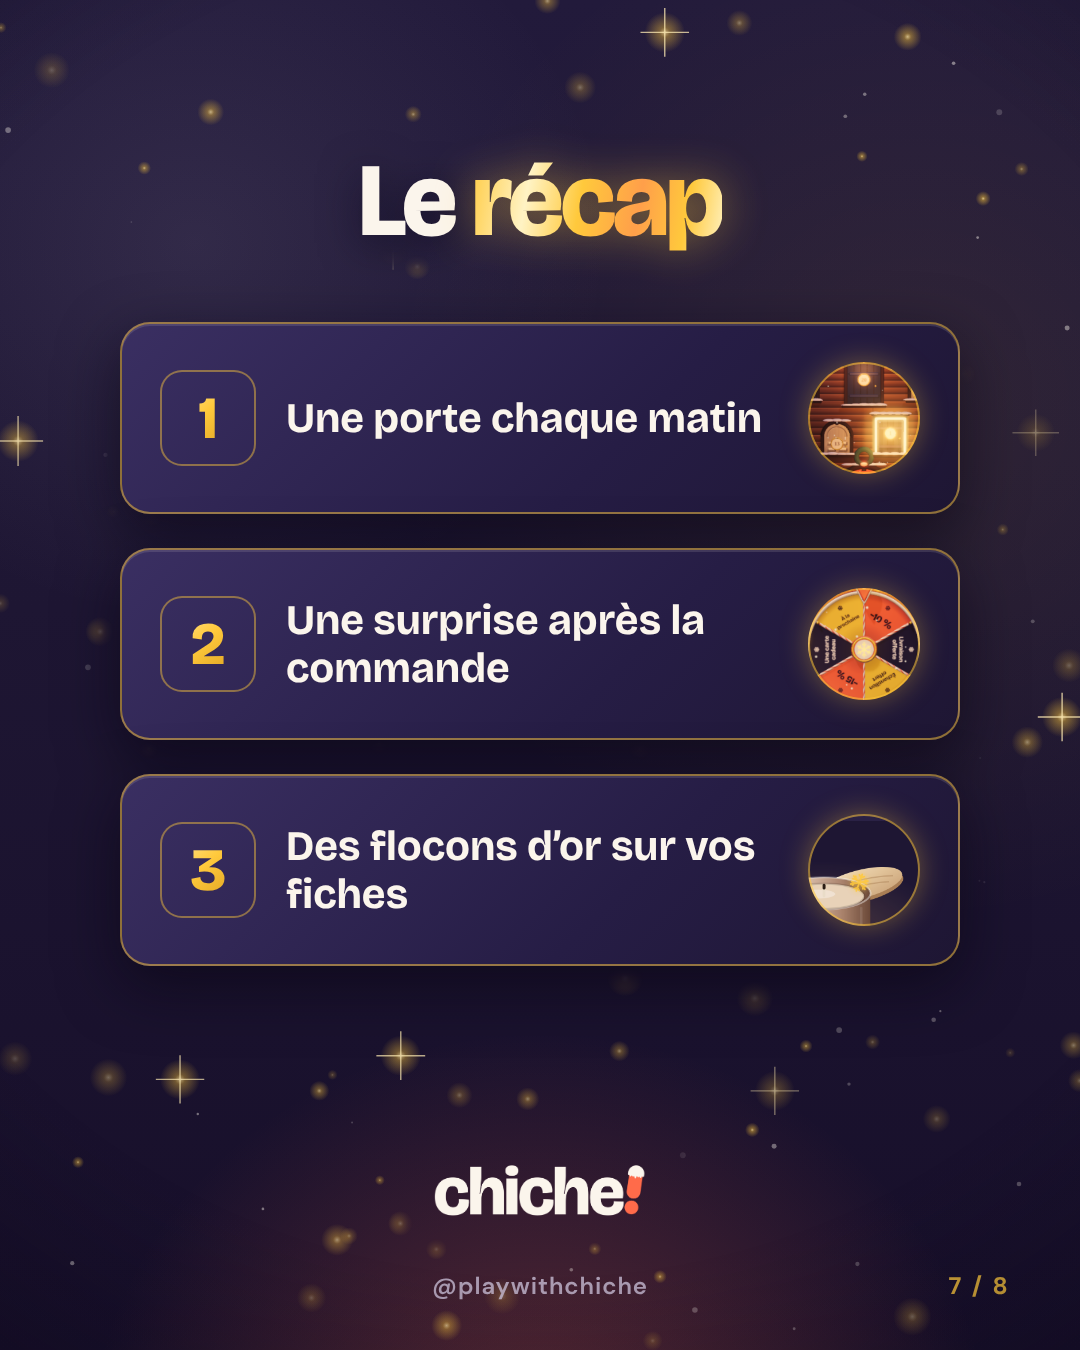 Le récap
1
Une porte chaque matin
2
Une surprise après la
commande
-15 %
3
Des flocons d’or sur vos
fiches
chiche!
@playwithchiche
7 / 8